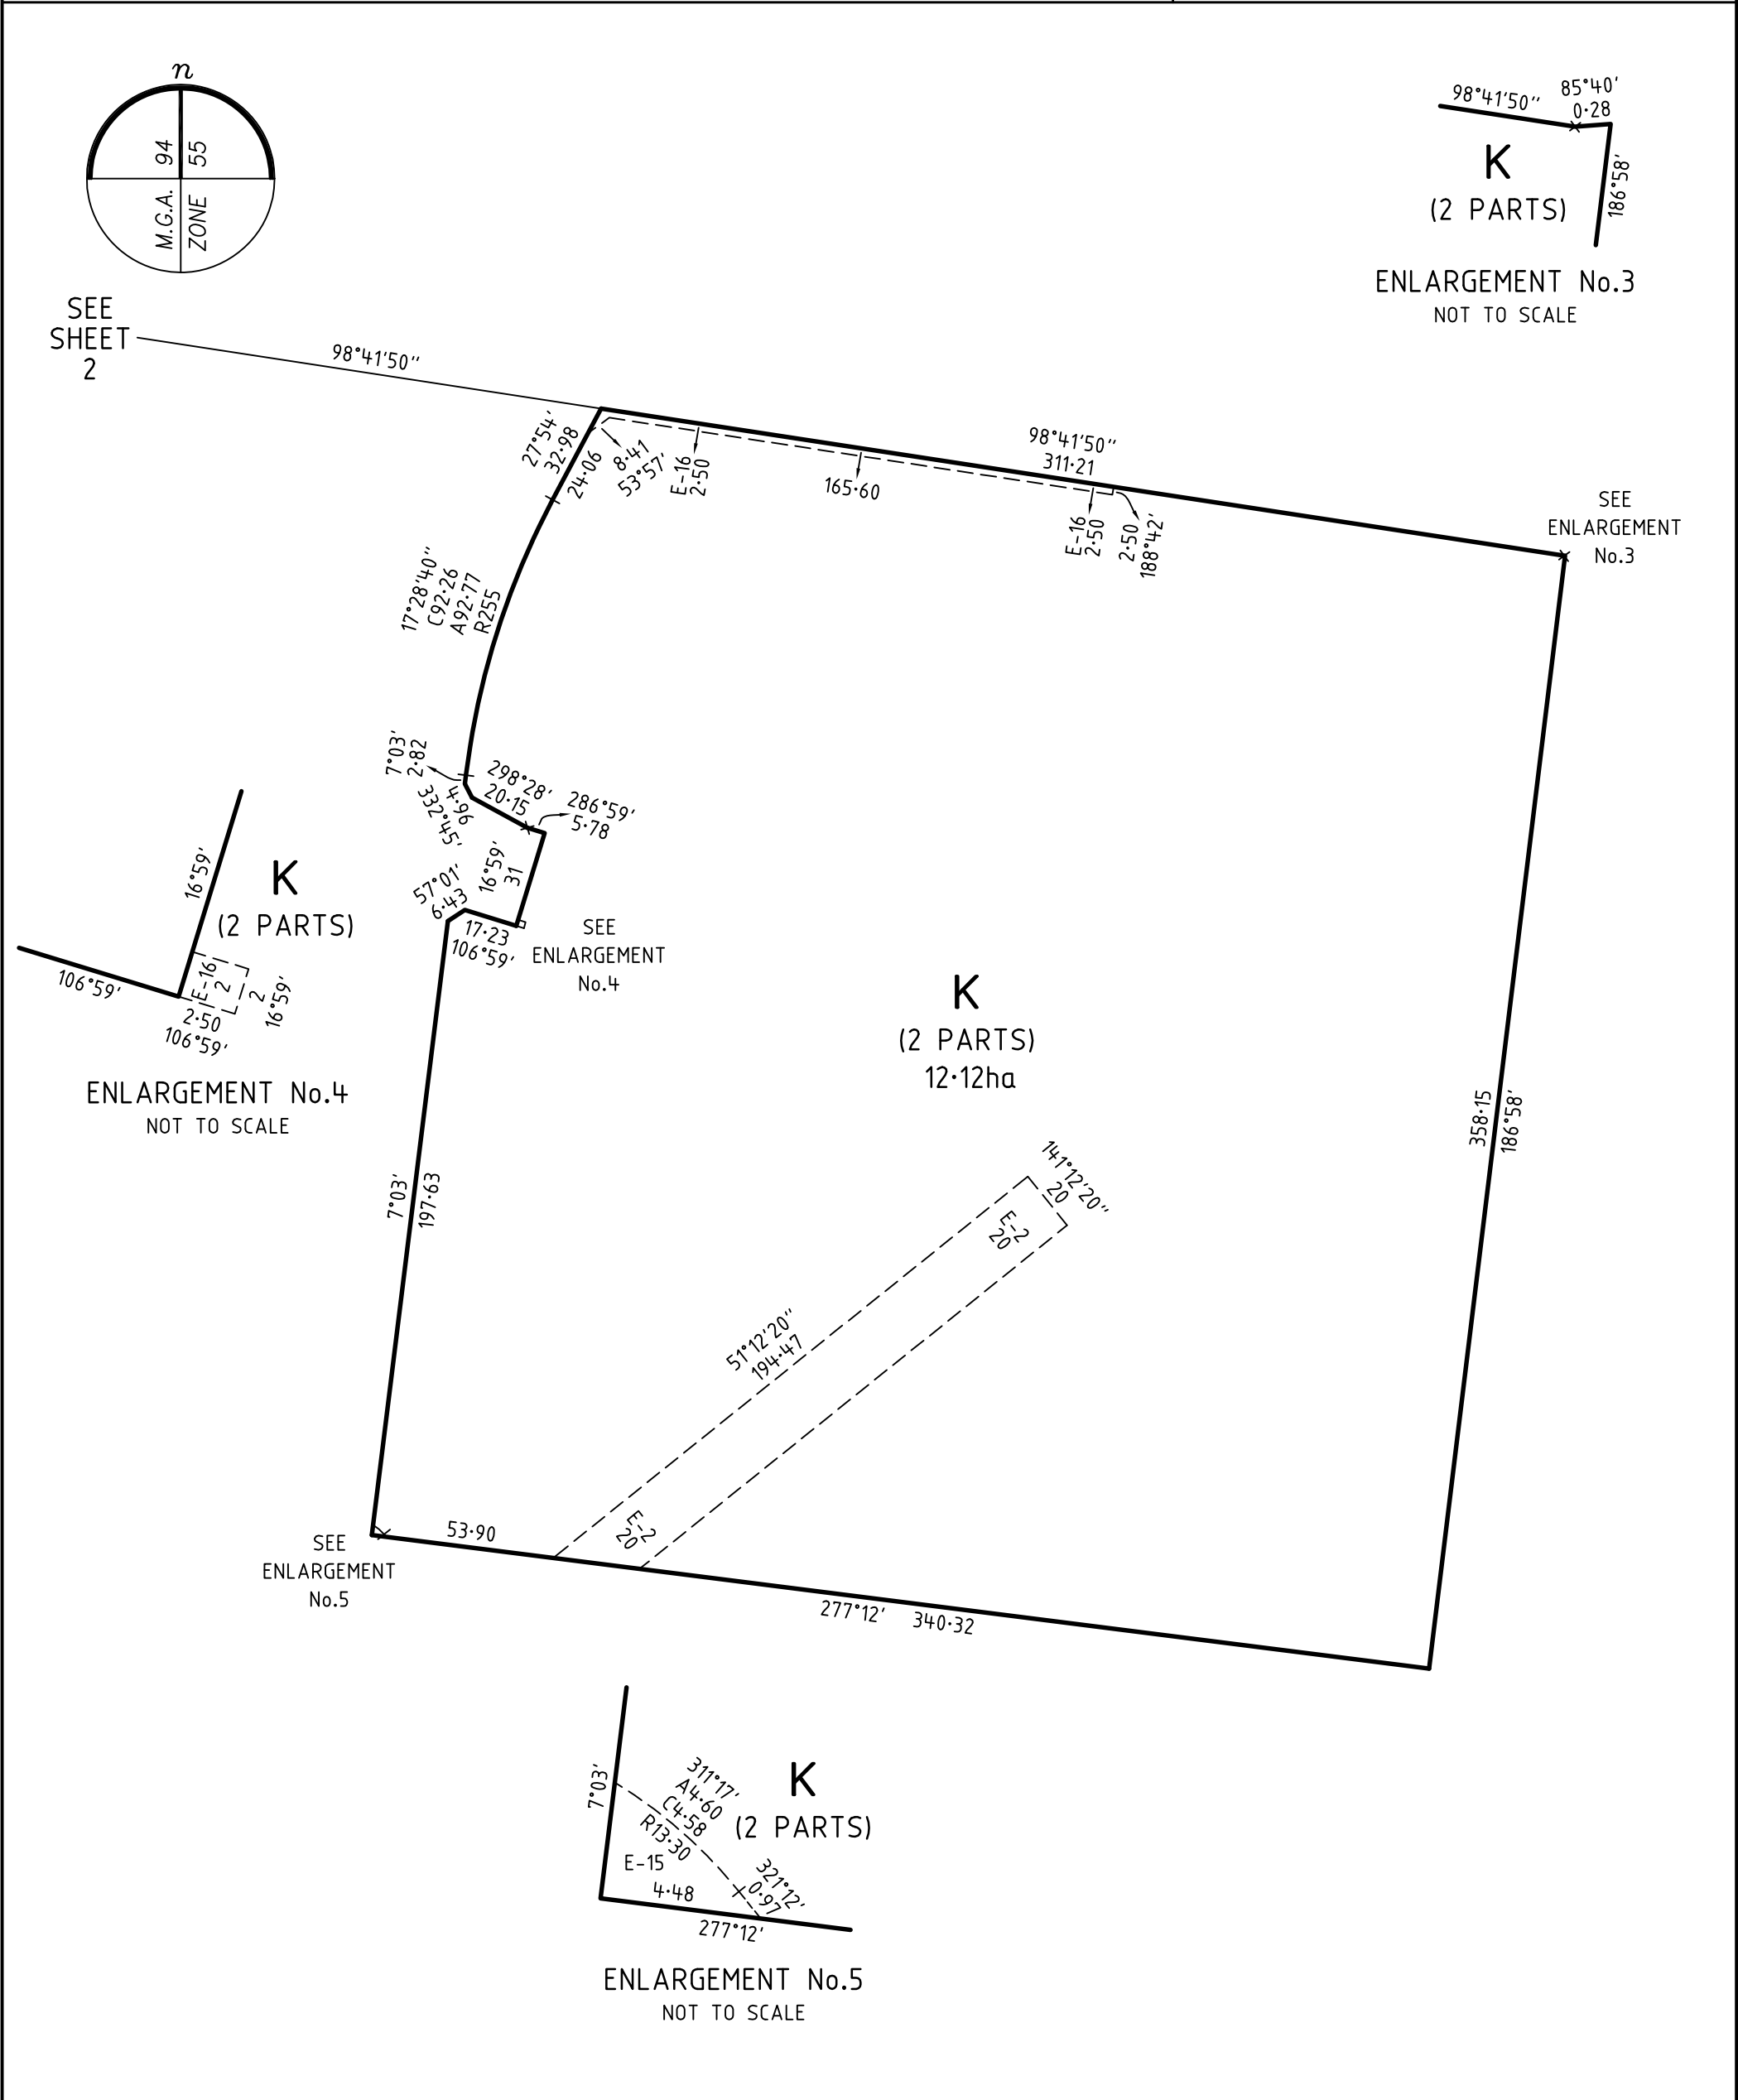 n
94
55
M.G.A.
ZONE
98°41'50"
85°40'
0·28
186°58'
K
(2 PARTS)
ENLARGEMENT No.3
NOT TO SCALE
SEE
SHEET
2
98°41'50"
27°54'
32·98
24·06
8·41
53°57'
E-16
2·50
165·60
98°41'50"
311·21
E-16
2·50
2·50
188°42'
SEE
ENLARGEMENT
No.3
17°28'40"
C92·26
A92·77
R255
7°03'
2·82
4·96
332°45'
298°28'
20·15
286°59'
5·78
16°59'
31
57°01'
6·43
17·23
106°59'
SEE
ENLARGEMENT
No.4
16°59'
K
(2 PARTS)
106°59'
E-16
2
2
16°59'
2·50
106°59'
ENLARGEMENT No.4
NOT TO SCALE
K
(2 PARTS)
12·12ha
358·15
186°58'
7°03'
197·63
141°12'20"
20
E-2
20
51°12'20"
194·47
E-2
20
53·90
SEE
ENLARGEMENT
No.5
277°12' 340·32
7°03'
311°17'
A4·60
C4·58
R13·30
K
(2 PARTS)
E-15
4·48
321°12'
0·97
277°12'
ENLARGEMENT No.5
NOT TO SCALE